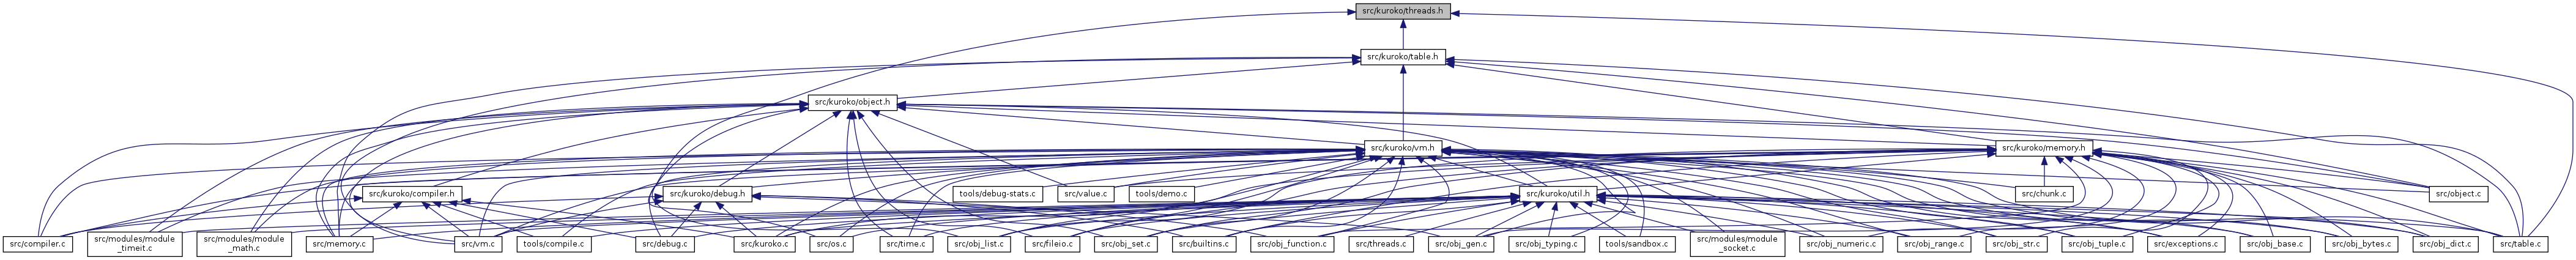 src/kuroko/threads.h
src/kuroko/table.h
src/kuroko/object.h
src/kuroko/vm.h
src/kuroko/memory.h
src/kuroko/compiler.h
src/kuroko/debug.h
tools/debug-stats.c
src/value.c
tools/demo.c
src/kuroko/util.h
src/chunk.c
src/object.c
src/compiler.c
src/modules/module
_timeit.c
src/modules/module
_math.c
src/memory.c
src/vm.c
tools/compile.c
src/debug.c
src/kuroko.c
src/os.c
src/time.c
src/obj_list.c
src/fileio.c
src/obj_set.c
src/builtins.c
src/obj_function.c
src/threads.c
src/obj_gen.c
src/obj_typing.c
tools/sandbox.c
src/modules/module
_socket.c
src/obj_numeric.c
src/obj_range.c
src/obj_str.c
src/obj_tuple.c
src/exceptions.c
src/obj_base.c
src/obj_bytes.c
src/obj_dict.c
src/table.c